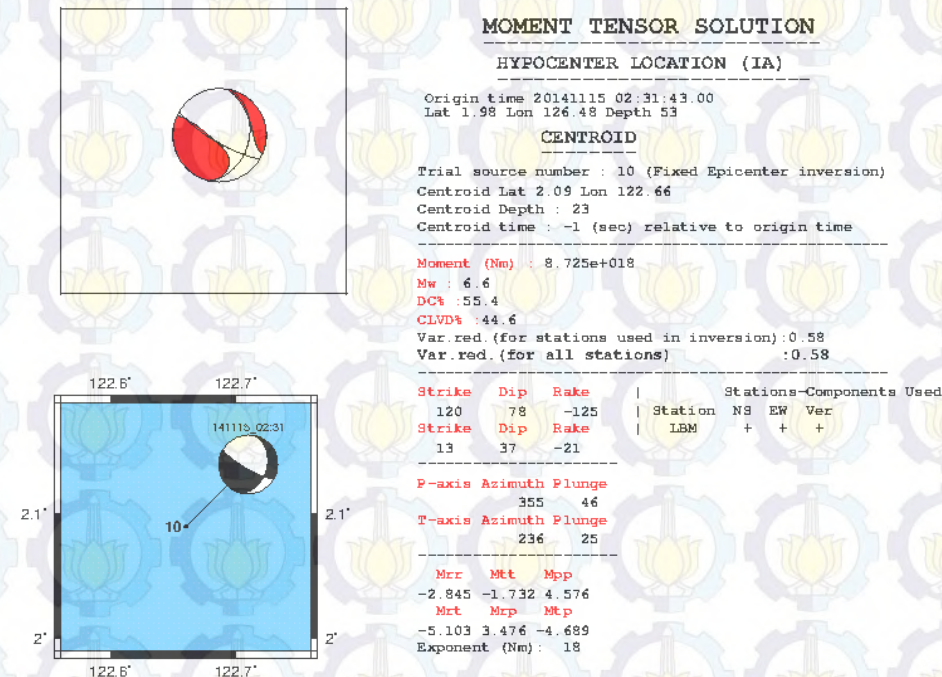 MOMENT TENSOR SOLUTION
HYPOCENTER LOCATION (IA)
Origin time 20141115 02:31:43.00
Lat 1.98 Lon 126.48 Depth 53
CENTROID
Trial source number : 10 (Fixed Epicenter inversion)
Centroid Lat 2.09 Lon 122.66
Centroid Depth : 23
Centroid time : -1 (sec) relative to origin time
Moment (Nm) : 8.725e+018
Mw : 6.6
DC% :55.4
CLVD% :44.6
Var.red.(for stations used in inversion):0.58
Var.red.(for all stations) :0.58
Strike Dip Rake | Stations-Components Used
120 78 -125 | Station NS EW Ver
Strike Dip Rake | LBM + + +
13 37 -21
P-axis Azimuth Plunge
355 46
T-axis Azimuth Plunge
236 25
Mrr Mtt Mpp
-2.845 -1.732 4.576
Mrt Mrp Mtp
-5.103 3.476 -4.689
Exponent (Nm): 18
122.6° 122.7°
141115_02:31
2.1° 10 2.1°
2° 2°
122.6° 122.7°